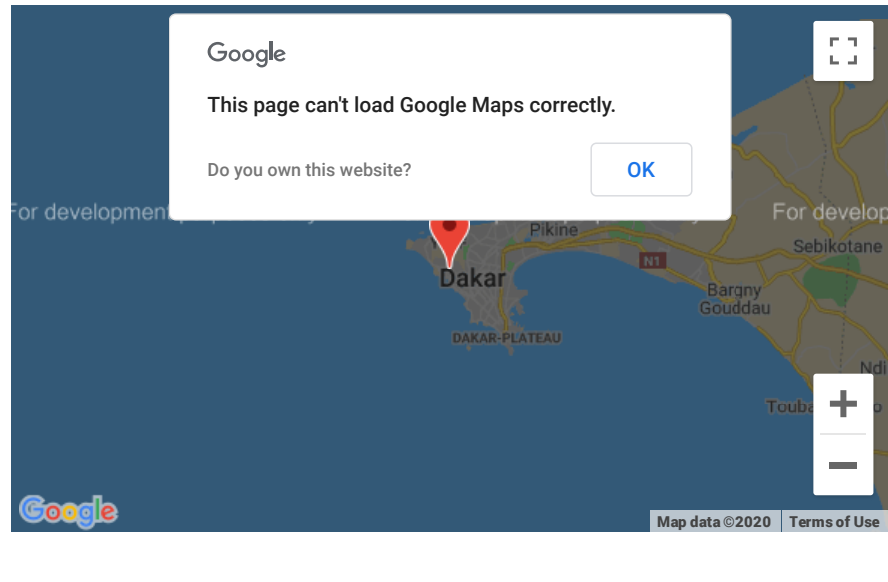 Google
This page can't load Google Maps correctly.
Do you own this website?
OK
For development
For develop
Pikine
Sebikotane
N1
Dakar
Bargny
Gouddau
DAKAR-PLATEAU
Ndi
Touba
Google
Map data ©2020
Terms of Use